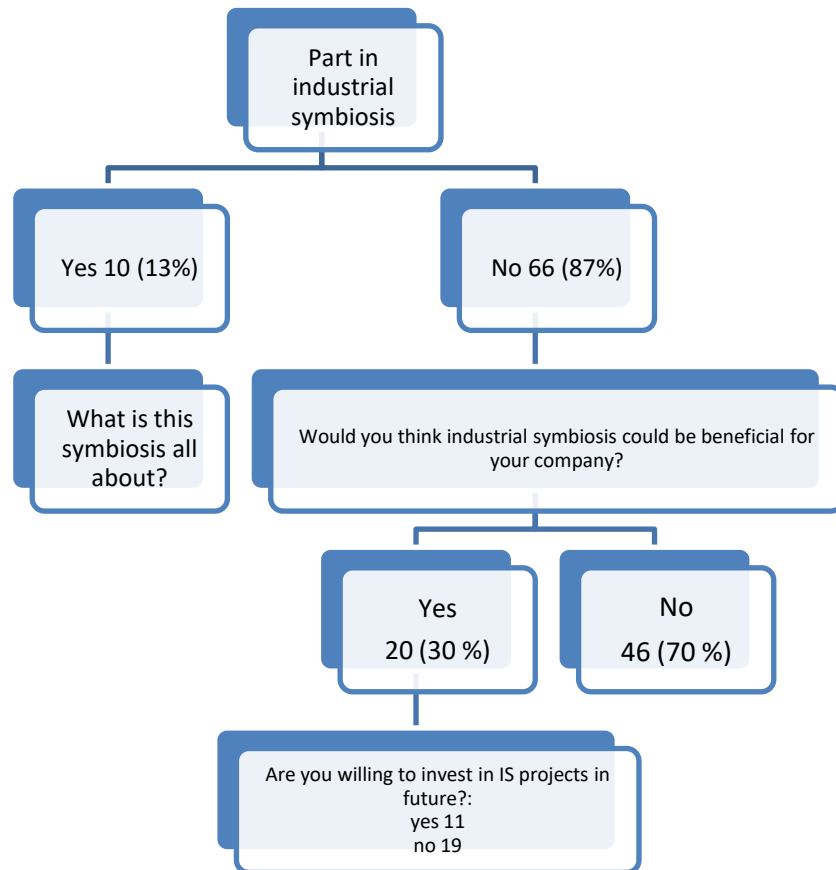 Part in
industrial
symbiosis
Yes 10 (13%)
No 66 (87%)
What is this
symbiosis all
about?
Would you think industrial symbiosis could be beneficial for
your company?
Yes
20 (30 %)
No
46 (70 %)
Are you willing to invest in IS projects in
future?:
yes 11
no 19